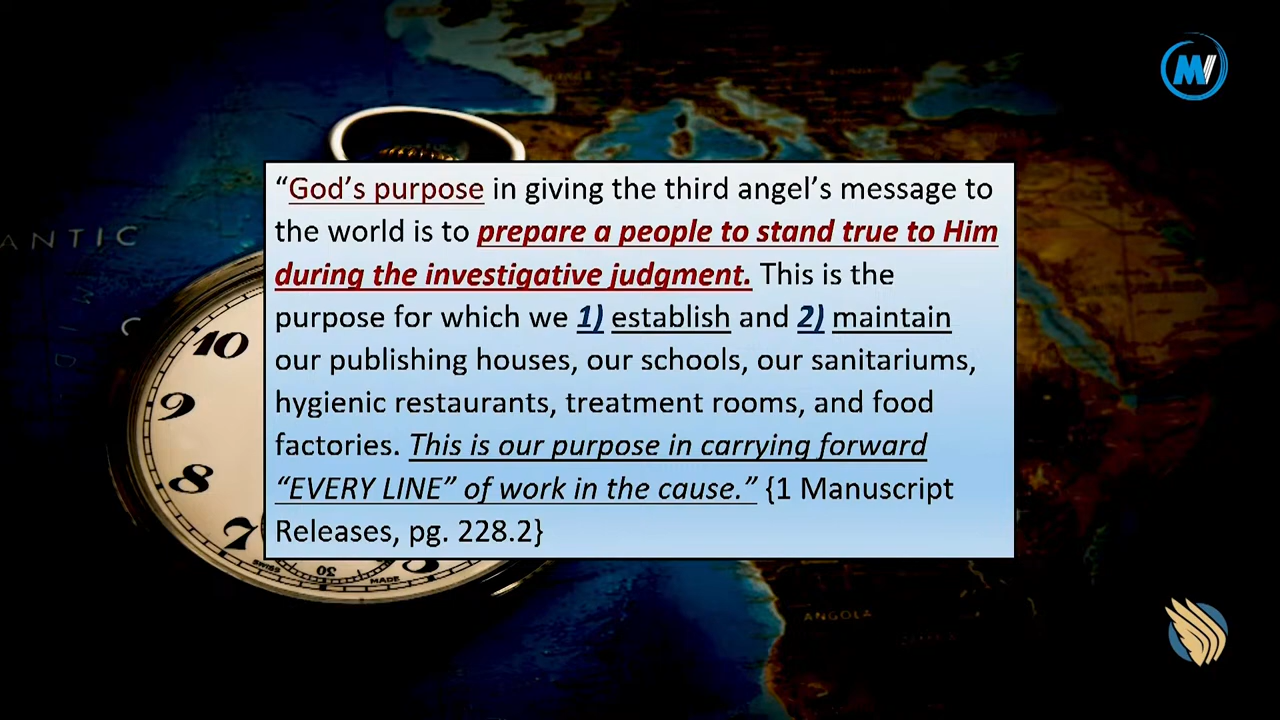 ANTIC
10
9
8
7
SWISS
20
MADE
ANGOLA
MV
“God’s purpose in giving the third angel’s message to
the world is to prepare a people to stand true to Him
during the investigative judgment. This is the
purpose for which we 1) establish and 2) maintain
our publishing houses, our schools, our sanitariums,
hygienic restaurants, treatment rooms, and food
factories. This is our purpose in carrying forward
“EVERY LINE” of work in the cause.” {1 Manuscript
Releases, pg. 228.2}